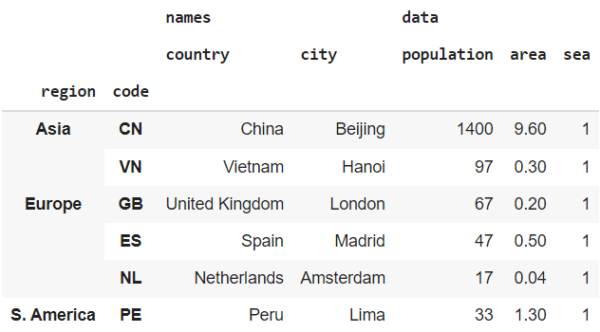 names data
country city population area sea
region code
Asia CN China Beijing 1400 9.60 1
VN Vietnam Hanoi 97 0.30 1
Europe GB United Kingdom London 67 0.20 1
ES Spain Madrid 47 0.50 1
NL Netherlands Amsterdam 17 0.04 1
S. America PE Peru Lima 33 1.30 1